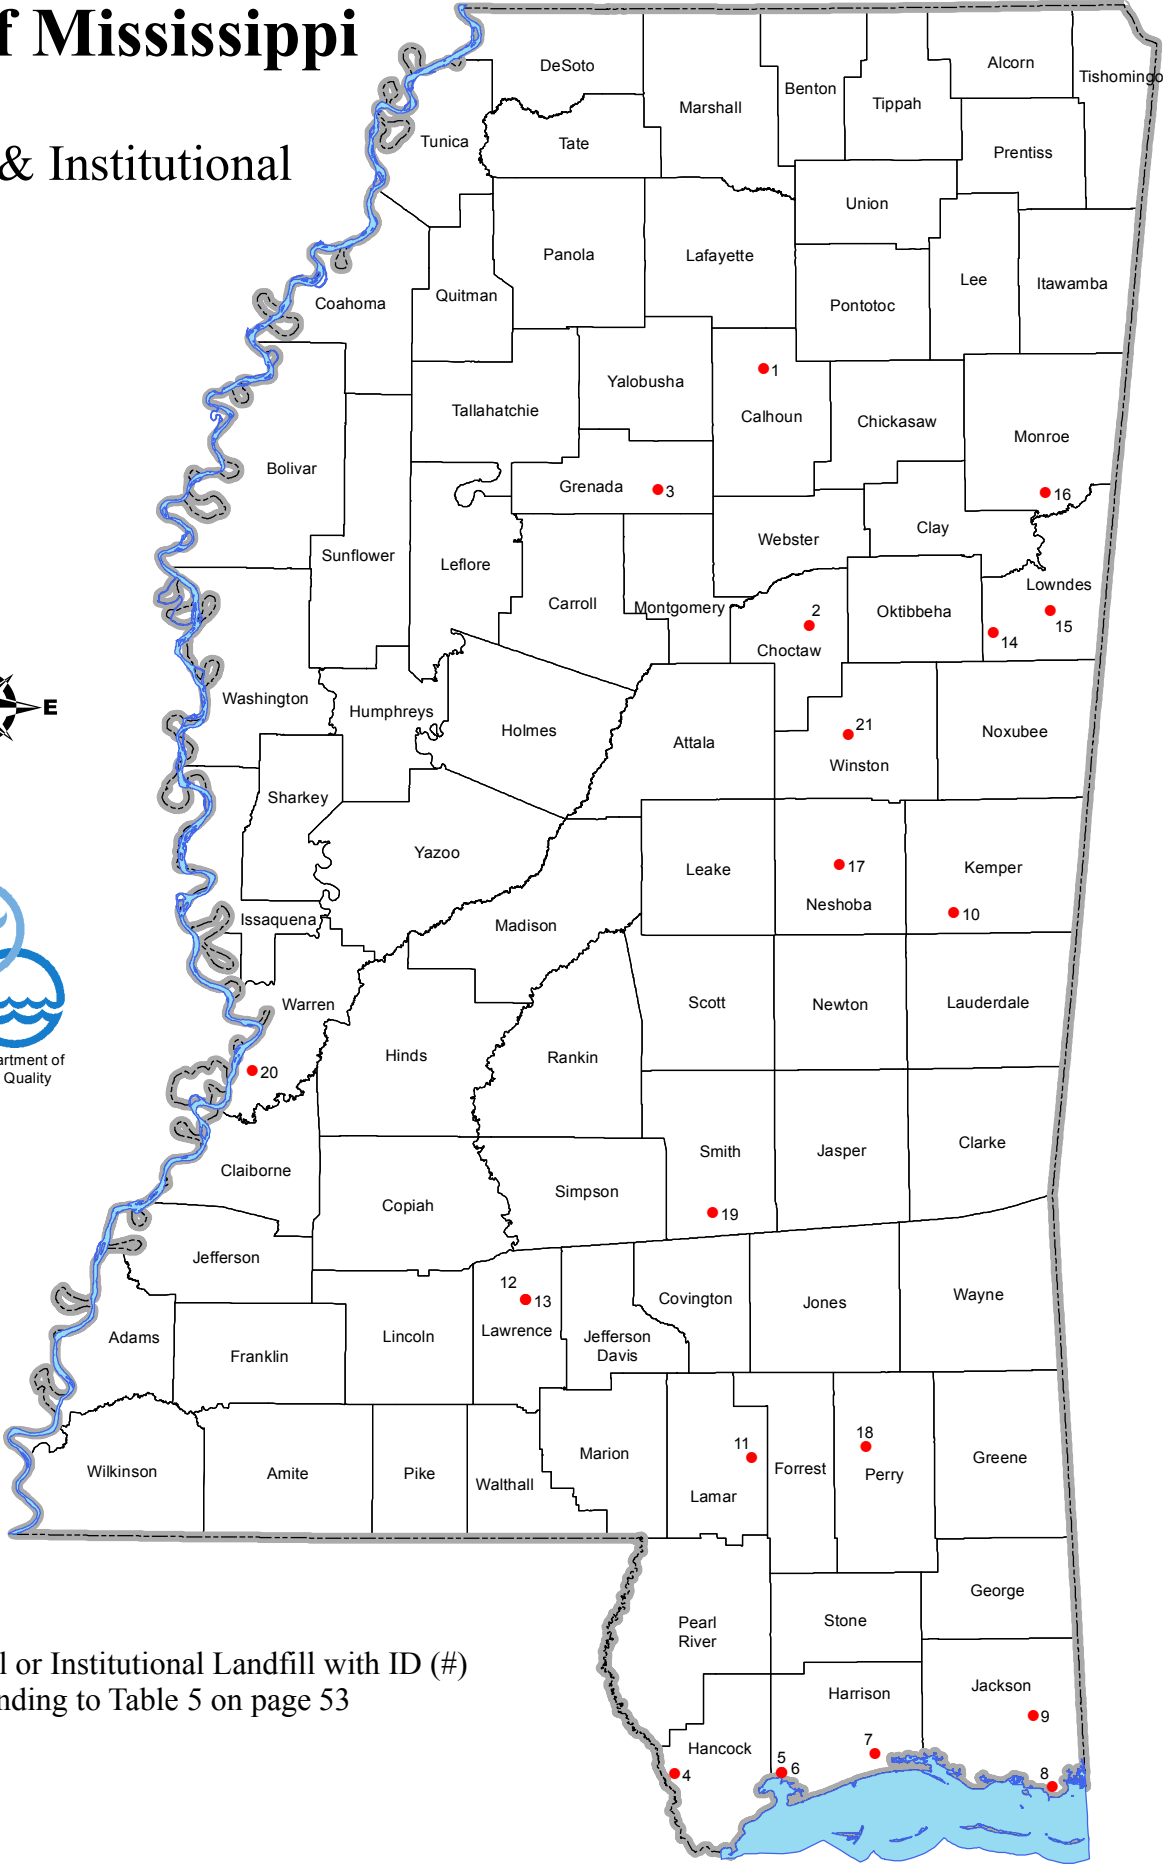 f Mississippi
& Institutional
DeSoto
Marshall
Benton
Tippah
Alcorn
Tishomingo
Tunica
Tate
Prentiss
Union
Panola
Lafayette
Pontotoc
Lee
Itawamba
Coahoma
Quitman
1
Yalobusha
Calhoun
Tallahatchie
Chickasaw
Monroe
Bolivar
Grenada
3
16
Sunflower
Leflore
Webster
Clay
Carroll
Montgomery
2
Choctaw
Oktibbeha
Lowndes
15
14
Washington
E
Humphreys
Holmes
Attala
21
Winston
Noxubee
Sharkey
Yazoo
Leake
17
Neshoba
Kemper
10
Issaquena
Madison
Warren
Scott
Newton
Lauderdale
Hinds
Rankin
artment of
Quality
20
Claiborne
Copiah
Simpson
Smith
Jasper
Clarke
19
Jefferson
12
13
Lawrence
Covington
Jones
Wayne
Adams
Franklin
Lincoln
Jefferson
Davis
Wilkinson
Amite
Pike
Walthall
Marion
11
Lamar
Forrest
18
Perry
Greene
George
Pearl
River
Stone
l or Institutional Landfill with ID (#)
nding to Table 5 on page 53
Harrison
Jackson
9
Hancock
7
4
5
6
8